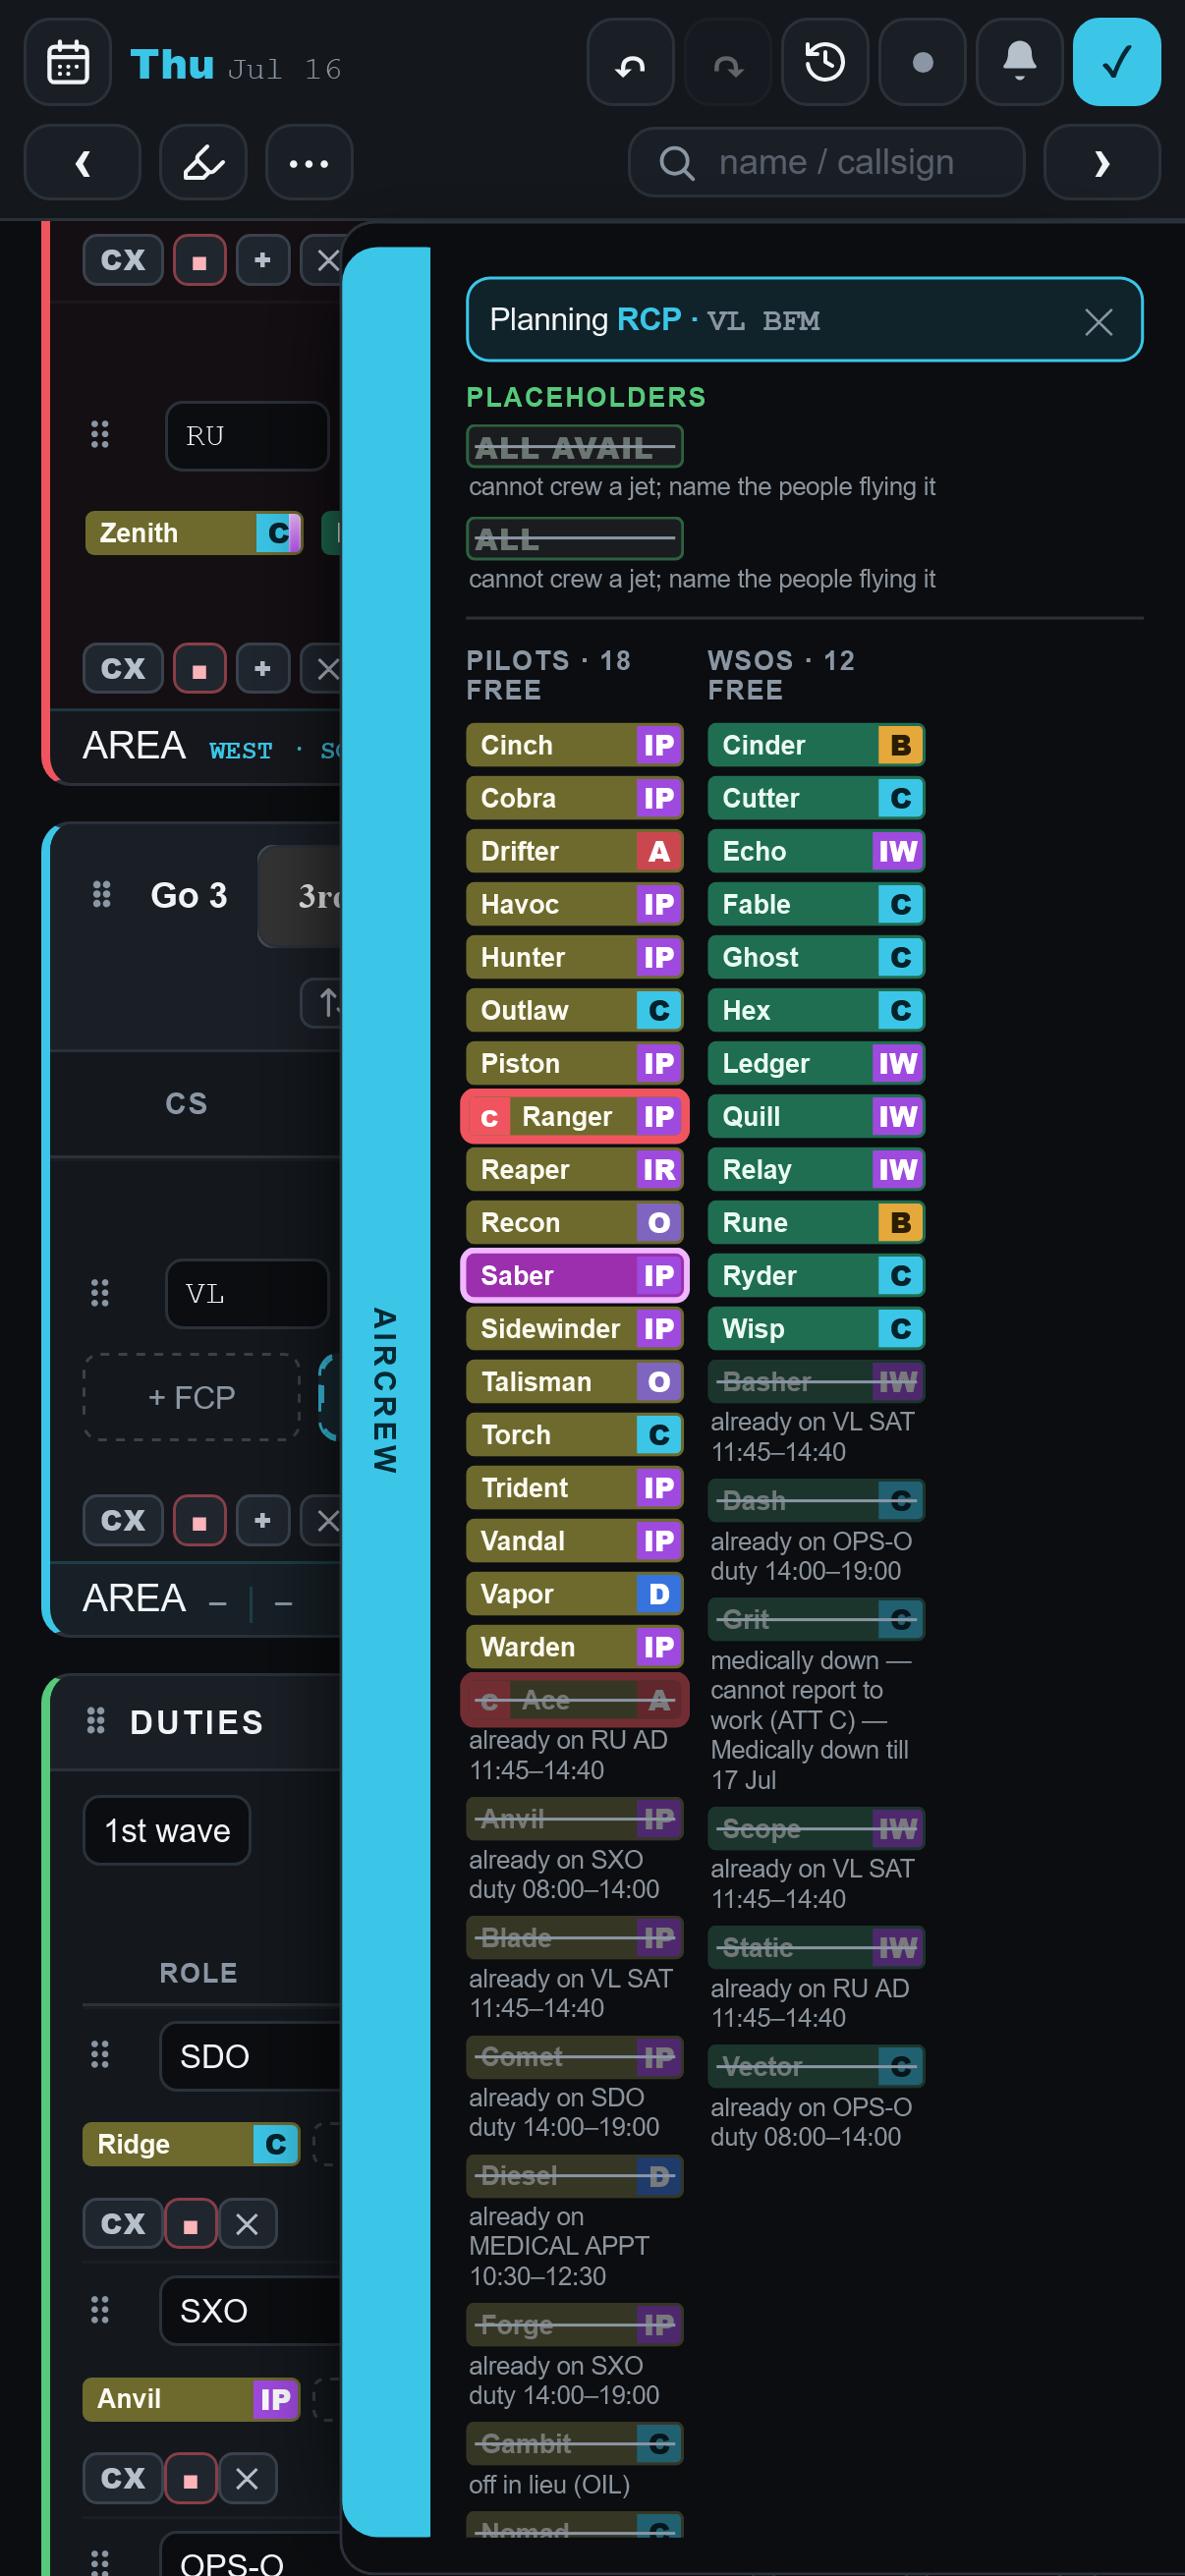 Thu Jul 16
name / callsign
CX
RU
Zenith C
CX
AREA WEST ·
Go 3
CS
VL
+ FCP
CX
AREA – | –
DUTIES
1st wave
ROLE
SDO
Ridge C
CX
SXO
Anvil IP
CX
OPS-O
AIRCREW
Planning RCP · VL BFM
PLACEHOLDERS
ALL AVAIL
cannot crew a jet; name the people flying it
ALL
cannot crew a jet; name the people flying it
PILOTS · 18
FREE
Cinch IP
Cobra IP
Drifter A
Havoc IP
Hunter IP
Outlaw C
Piston IP
c Ranger IP
Reaper IR
Recon O
Saber IP
Sidewinder IP
Talisman O
Torch C
Trident IP
Vandal IP
Vapor D
Warden IP
c Ace A
already on RU AD
11:45–14:40
Anvil IP
already on SXO
duty 08:00–14:00
Blade IP
already on VL SAT
11:45–14:40
Comet IP
already on SDO
duty 14:00–19:00
Diesel D
already on
MEDICAL APPT
10:30–12:30
Forge IP
already on SXO
duty 14:00–19:00
Gambit C
off in lieu (OIL)
Nomad C
WSOS · 12
FREE
Cinder B
Cutter C
Echo IW
Fable C
Ghost C
Hex C
Ledger IW
Quill IW
Relay IW
Rune B
Ryder C
Wisp C
Basher IW
already on VL SAT
11:45–14:40
Dash C
already on OPS-O
duty 14:00–19:00
Grit C
medically down —
cannot report to
work (ATT C) —
Medically down till
17 Jul
Scope IW
already on VL SAT
11:45–14:40
Static IW
already on RU AD
11:45–14:40
Vector C
already on OPS-O
duty 08:00–14:00